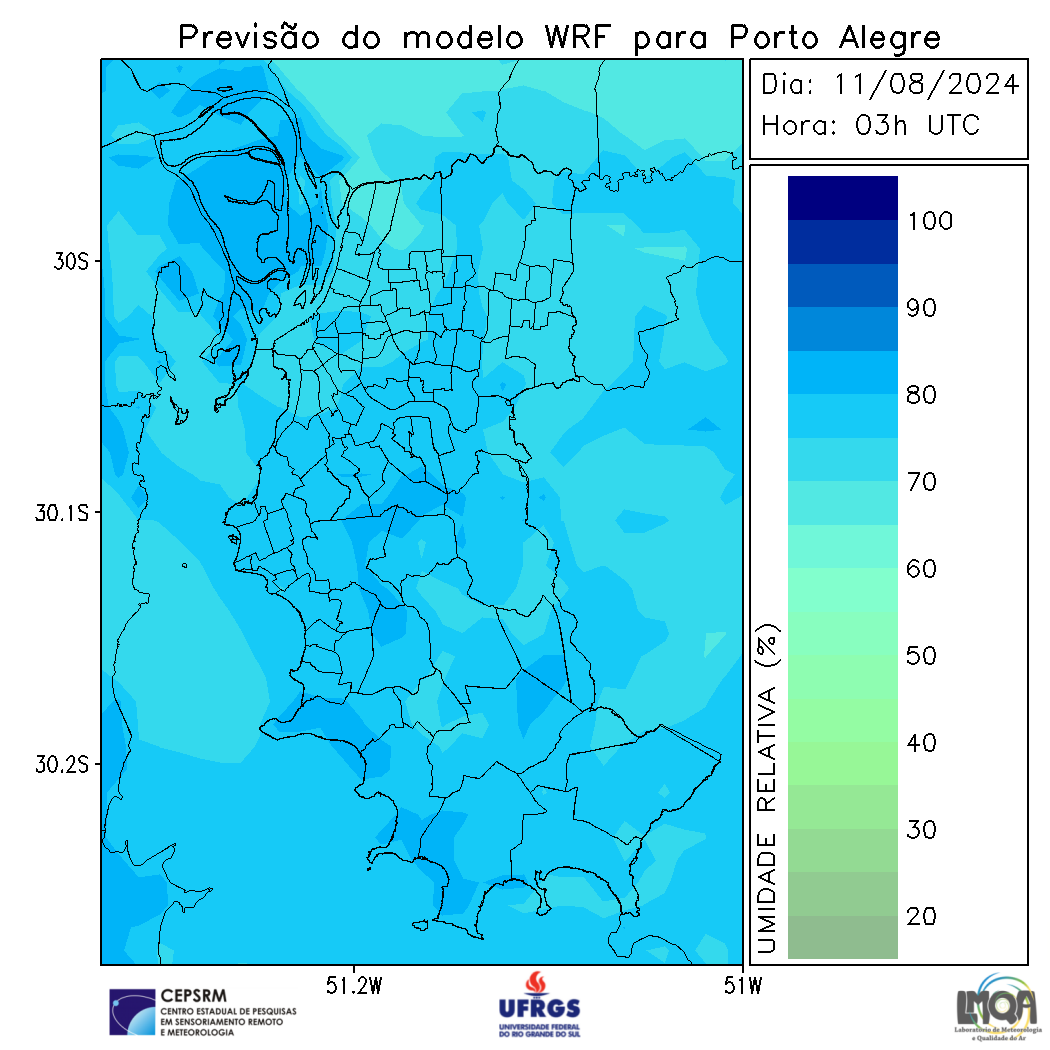 Previsão do modelo WRF para Porto Alegre
Dia: 11/08/2024
Hora: 03h UTC
30S
30.1S
30.2S
51.2W
51W
100
90
80
70
60
50
40
30
20
UMIDADE RELATIVA (%)
CEPSRM
CENTRO ESTADUAL DE PESQUISAS
EM SENSORIAMENTO REMOTO
E METEOROLOGIA
UFRGS
UNIVERSIDADE FEDERAL
DO RIO GRANDE DO SUL
LMQA
Laboratório de Meteorologia
e Qualidade do Ar